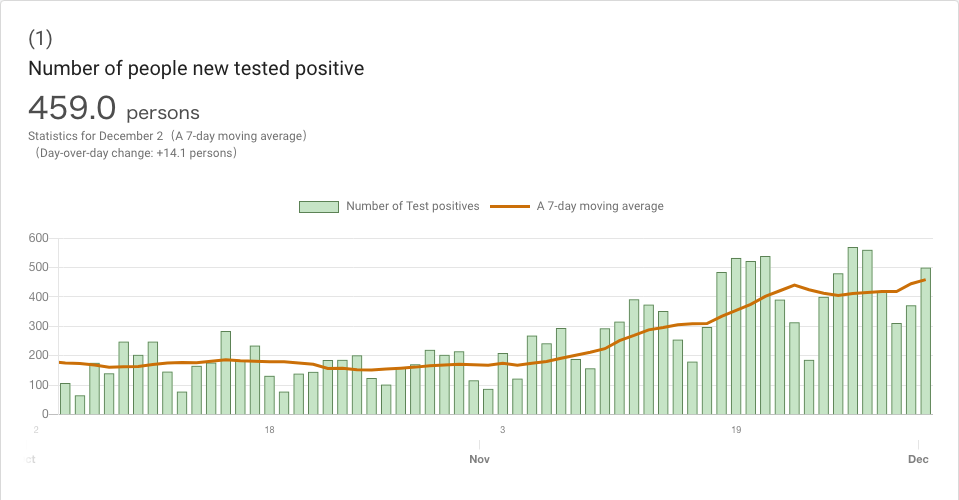 (1)
Number of people new tested positive
459.0 persons
Statistics for December 2 (A 7-day moving average)
(Day-over-day change: +14.1 persons)
Number of Test positives A 7-day moving average
600
500
400
300
200
100
0
2 18 3 19
ct Nov Dec